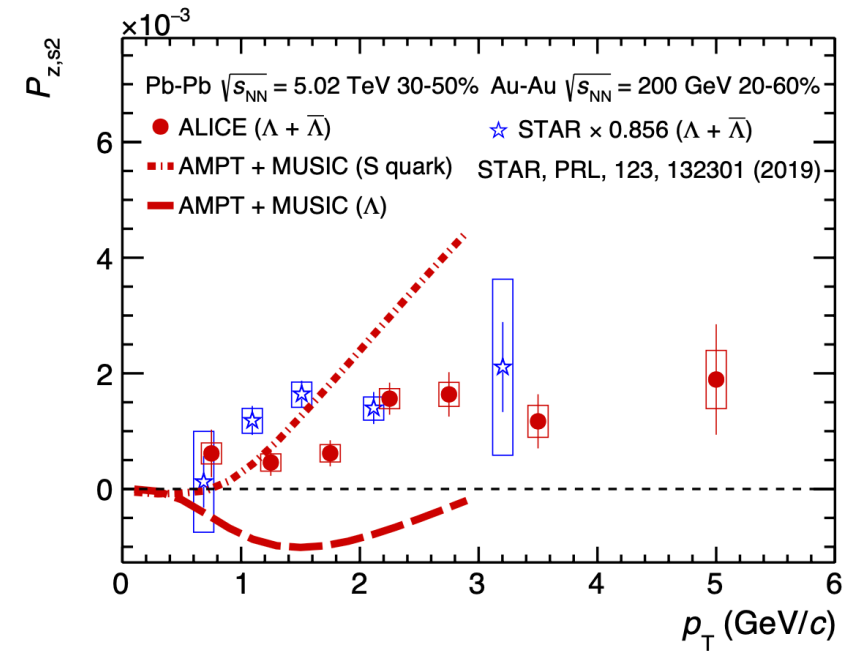 ×10⁻³
P_z,s2
Pb-Pb √s_NN = 5.02 TeV 30-50% Au-Au √s_NN = 200 GeV 20-60%
ALICE (Λ + Λ̅)
STAR × 0.856 (Λ + Λ̅)
AMPT + MUSIC (S quark)
STAR, PRL, 123, 132301 (2019)
AMPT + MUSIC (Λ)
6
4
2
0
0 1 2 3 4 5 6
p_T (GeV/c)